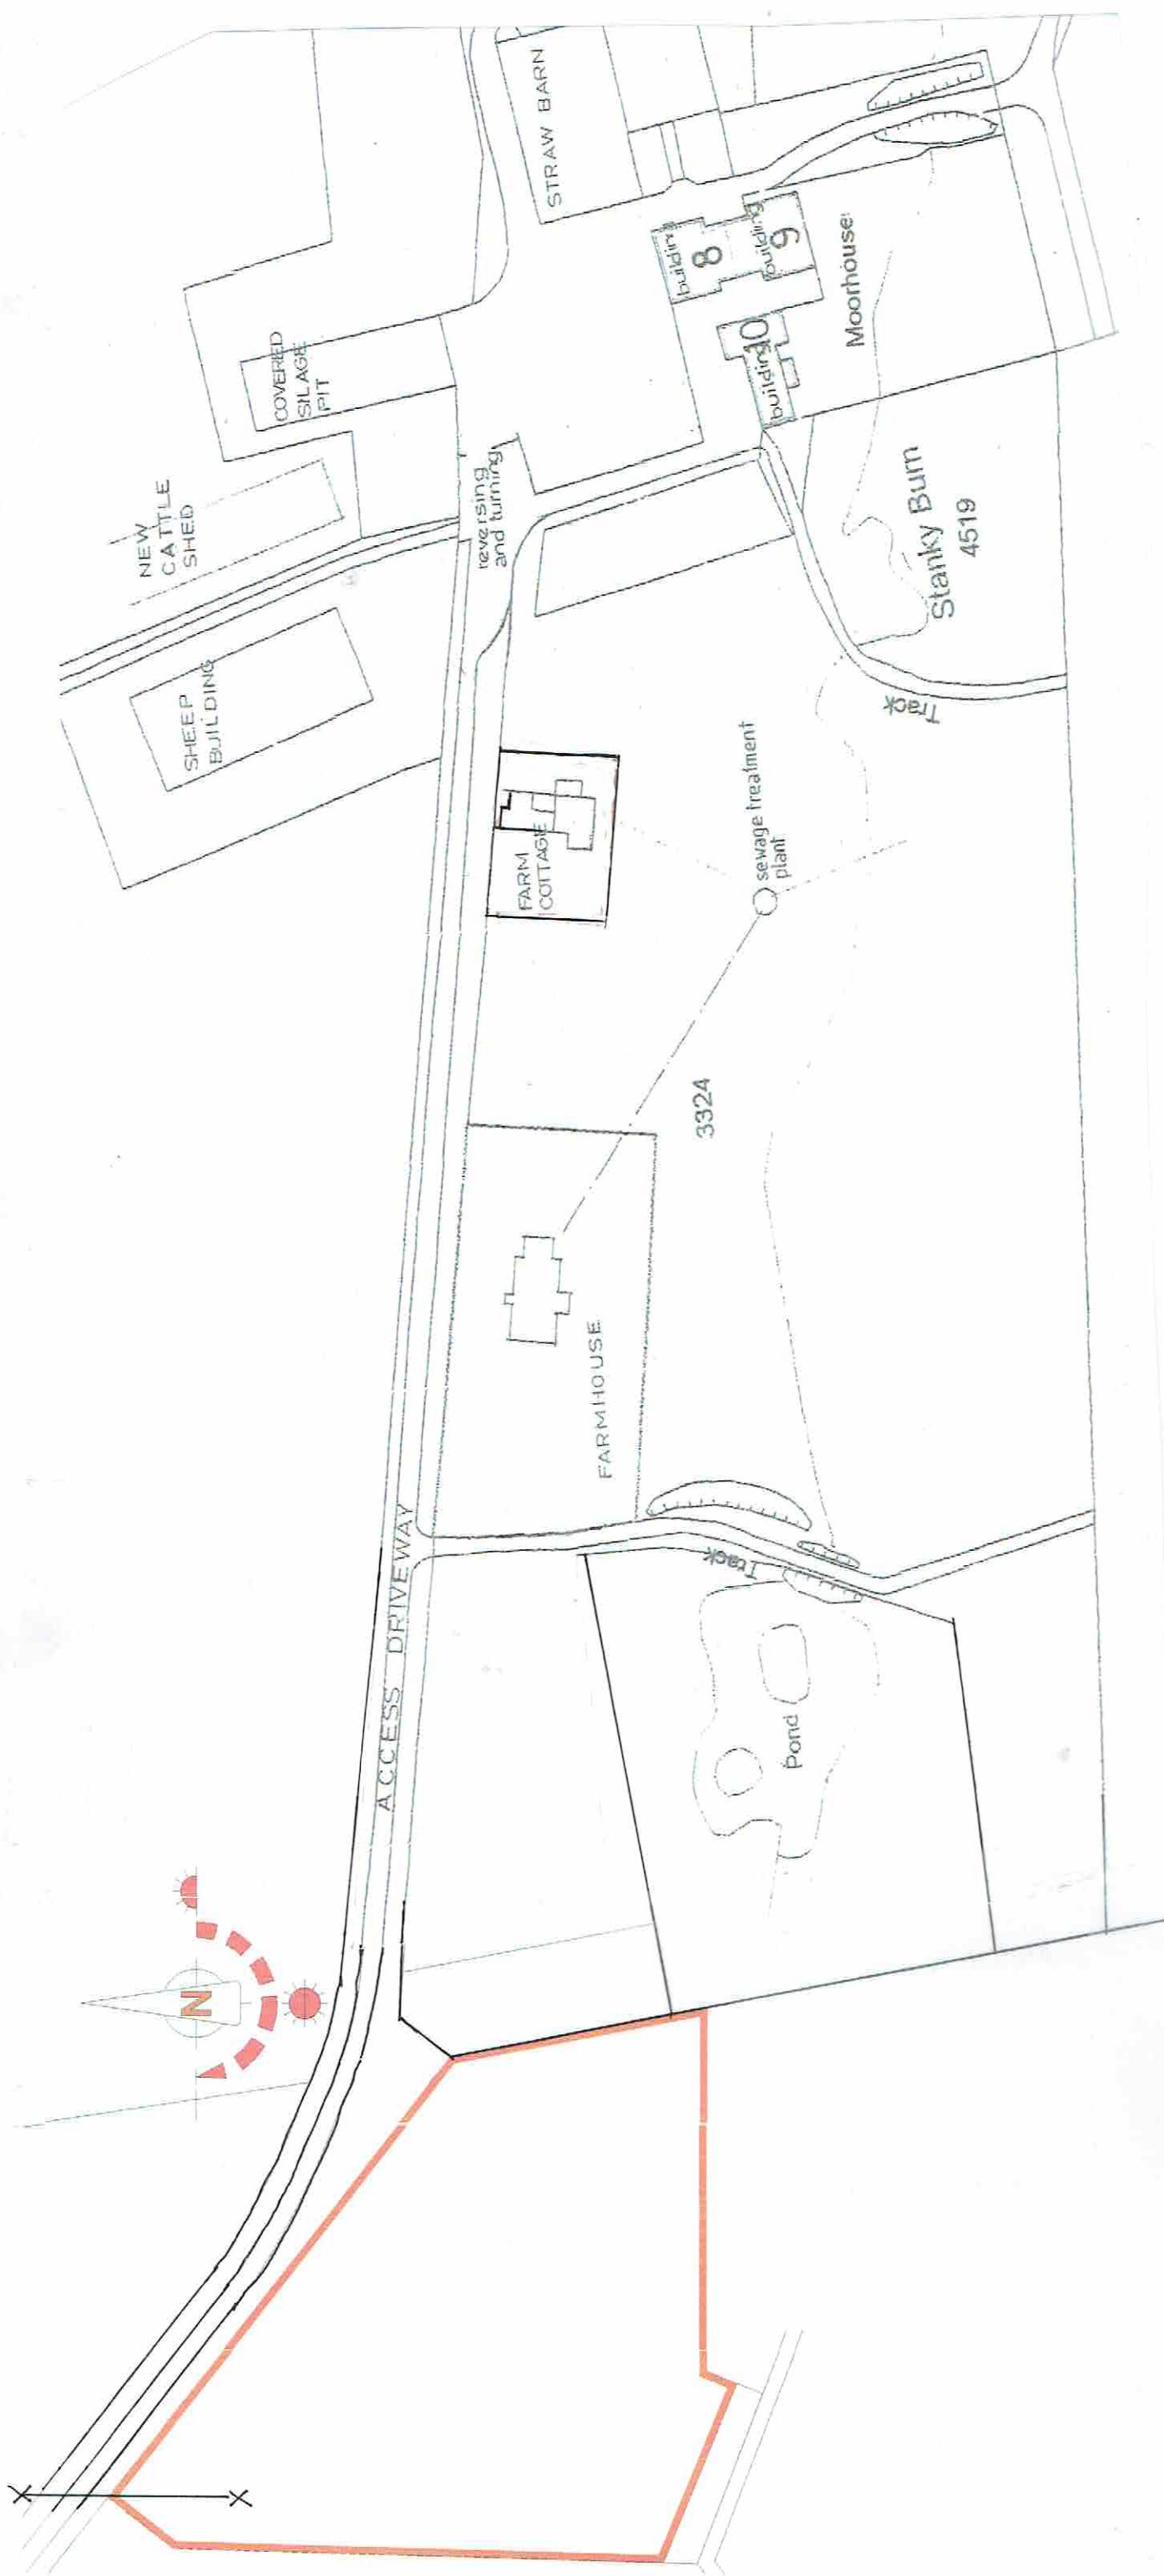 STRAW BARN
COVERED
SILAGE
PIT
NEW
CATTLE
SHED
SHEEP
BUILDING
reversing
and turning
building
8
building
9
building
10
Moorhouse
Stanky Burn
4519
Track
FARM
COTTAGE
sewage treatment
plant
3324
FARMHOUSE
Track
ACCESS DRIVEWAY
Pond
N
X
X